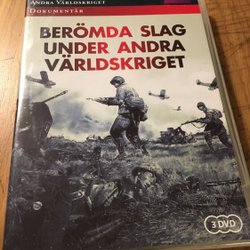 ANDRA VÄRLDSKRIGET
DOKUMENTÄR
BERÖMDA SLAG
UNDER ANDRA
VÄRLDSKRIGET
3 DVD